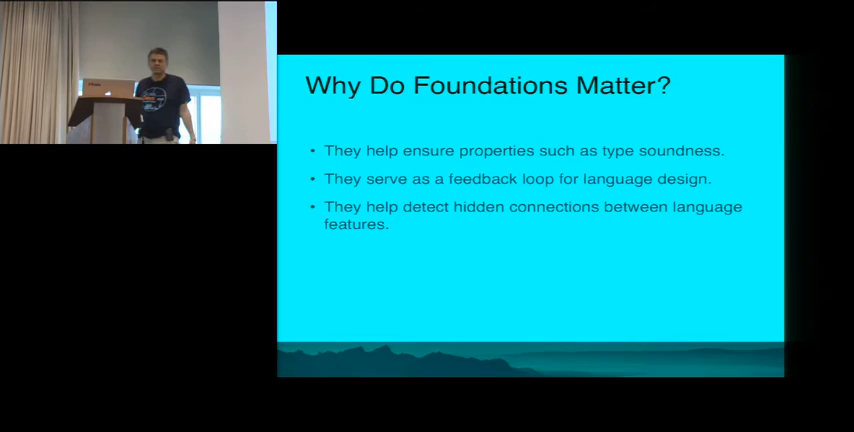 Why Do Foundations Matter?
• They help ensure properties such as type soundness.
• They serve as a feedback loop for language design.
• They help detect hidden connections between language
features.